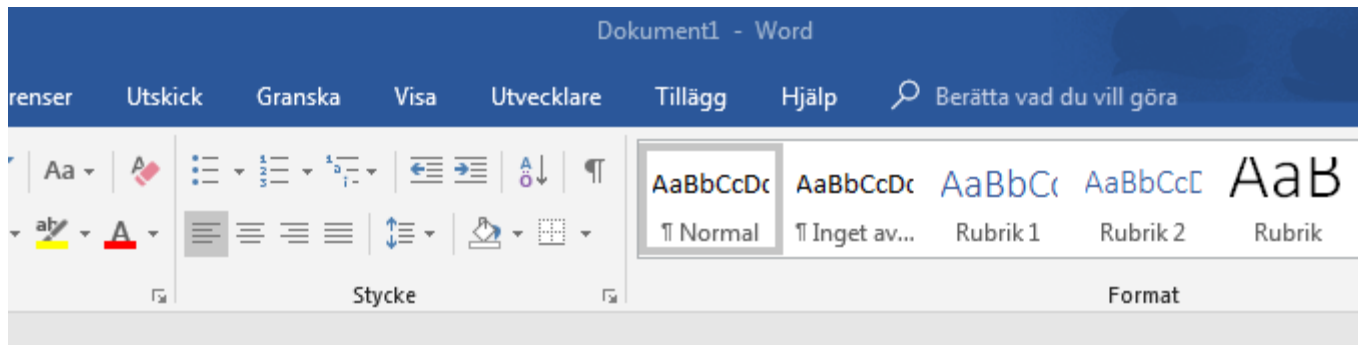 Dokument1 - Word
renser Utskick Granska Visa Utvecklare Tillägg Hjälp Berätta vad du vill göra
Aa AaBbCcDc AaBbCcDc AaBbCc AaBbCcD AaB
¶ Normal ¶ Inget av... Rubrik 1 Rubrik 2 Rubrik
Stycke Format